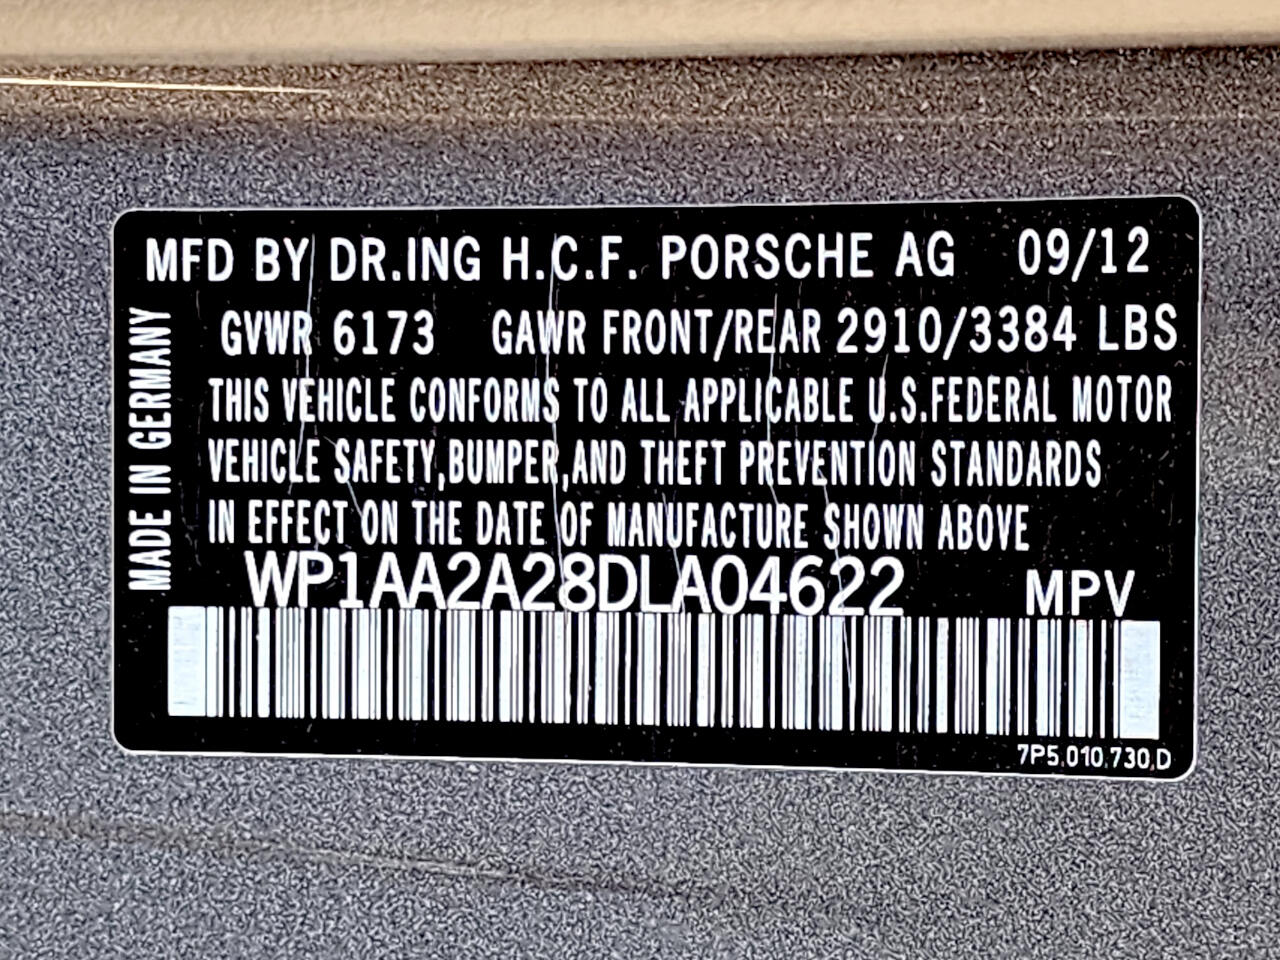 MFD BY DR.ING H.C.F. PORSCHE AG 09/12
GVWR 6173 GAWR FRONT/REAR 2910/3384 LBS
THIS VEHICLE CONFORMS TO ALL APPLICABLE U.S.FEDERAL MOTOR
VEHICLE SAFETY,BUMPER,AND THEFT PREVENTION STANDARDS
IN EFFECT ON THE DATE OF MANUFACTURE SHOWN ABOVE
MADE IN GERMANY
WP1AA2A28DLA04622 MPV
7P5.010.730.D